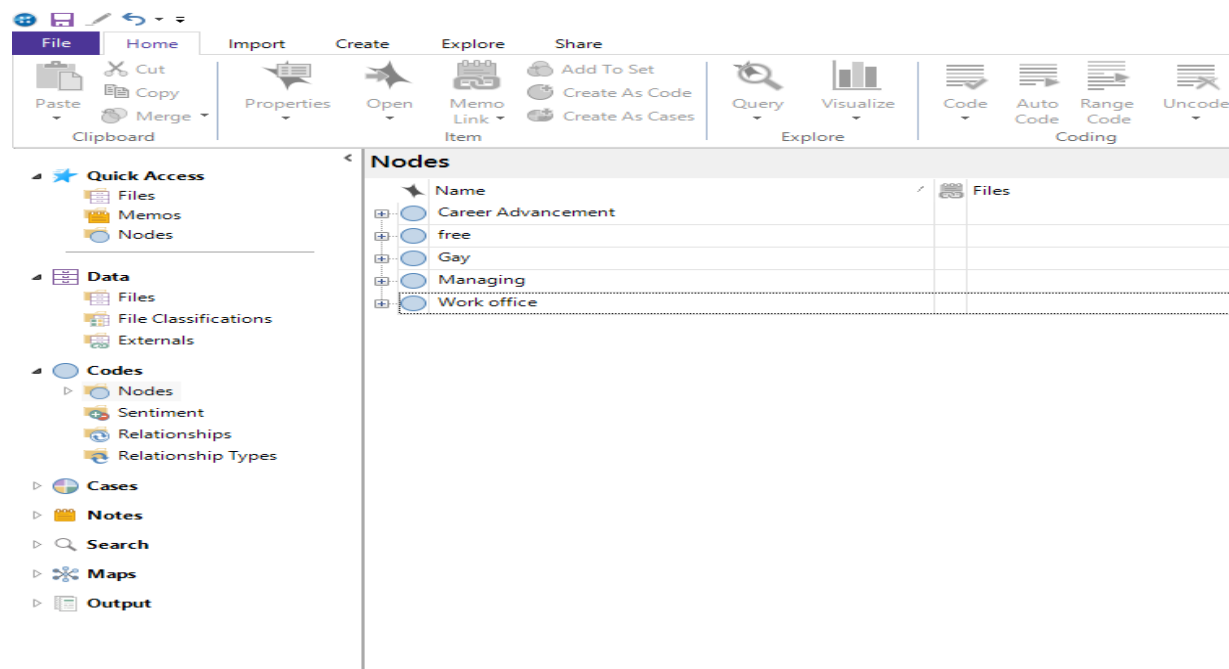 File Home Import Create Explore Share
Paste Cut Properties Open Memo Link Add To Set Query Visualize Code Auto Code Range Code Uncode
Copy Create As Code
Merge Create As Cases
Clipboard Item Explore Coding
Quick Access
Files
Memos
Nodes
Data
Files
File Classifications
Externals
Codes
Nodes
Sentiment
Relationships
Relationship Types
Cases
Notes
Search
Maps
Output
Nodes
Name Files
Career Advancement
free
Gay
Managing
Work office